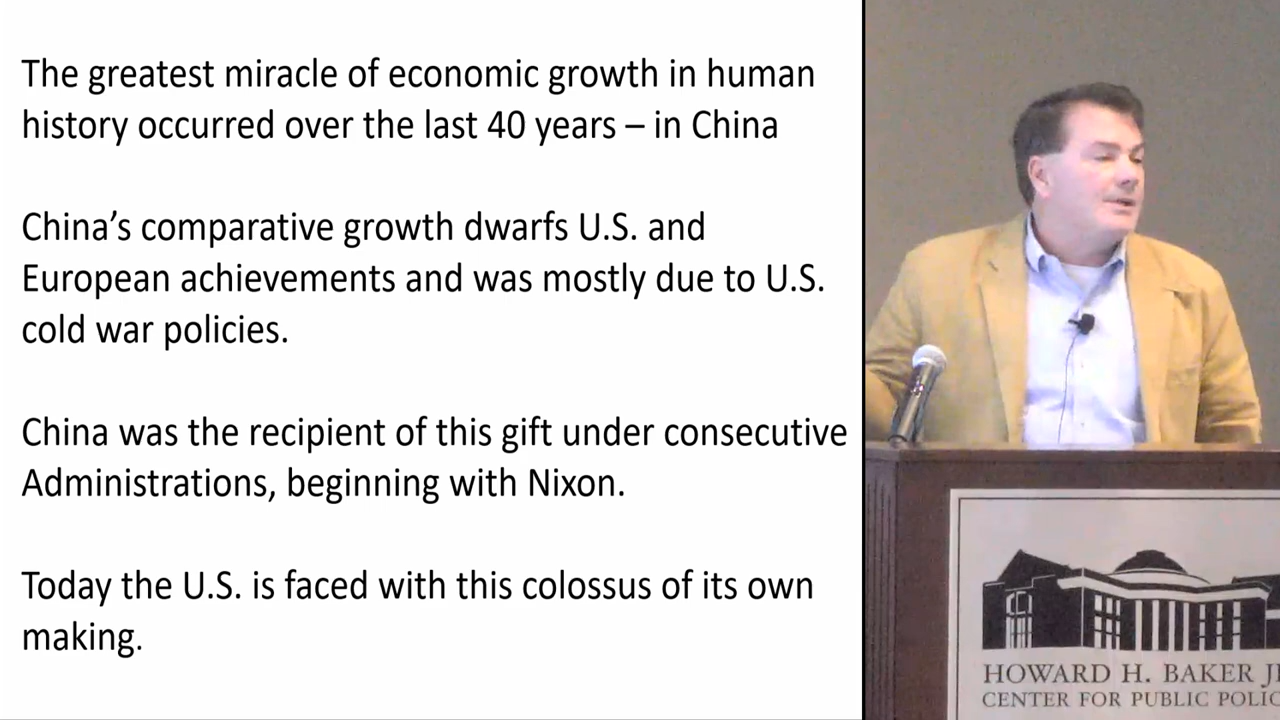 The greatest miracle of economic growth in human
history occurred over the last 40 years – in China
China’s comparative growth dwarfs U.S. and
European achievements and was mostly due to U.S.
cold war policies.
China was the recipient of this gift under consecutive
Administrations, beginning with Nixon.
Today the U.S. is faced with this colossus of its own
making.
HOWARD H. BAKER J
CENTER FOR PUBLIC POLIC